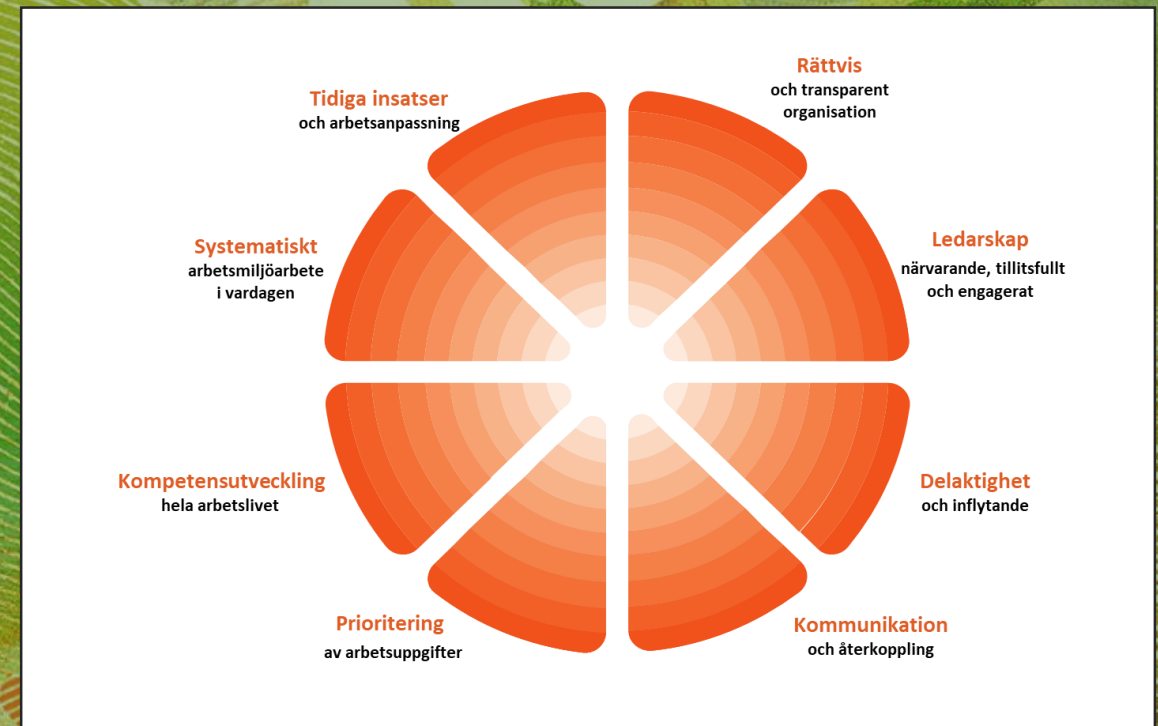 Rättvis
och transparent
organisation
Ledarskap
närvarande, tillitsfullt
och engagerat
Delaktighet
och inflytande
Kommunikation
och återkoppling
Prioritering
av arbetsuppgifter
Kompetensutveckling
hela arbetslivet
Systematiskt
arbetsmiljöarbete
i vardagen
Tidiga insatser
och arbetsanpassning